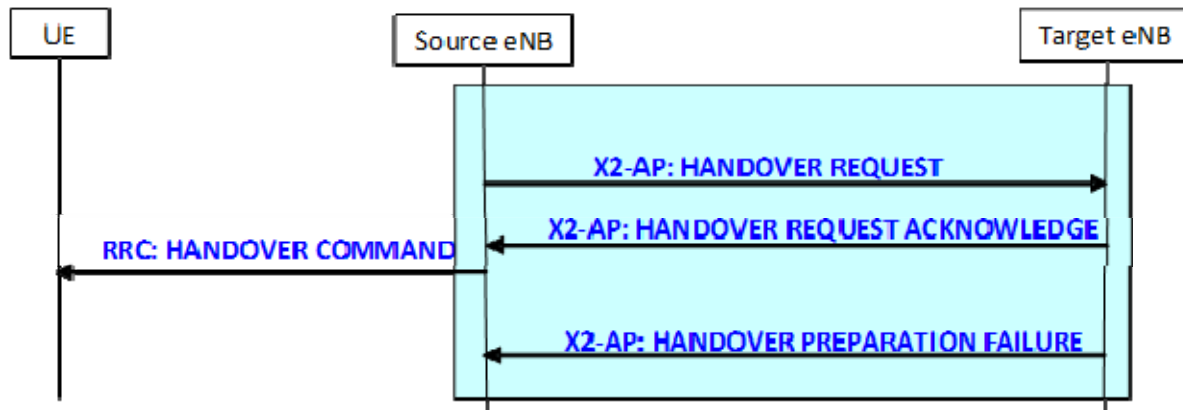 UE
Source eNB
Target eNB
X2-AP: HANDOVER REQUEST
X2-AP: HANDOVER REQUEST ACKNOWLEDGE
RRC: HANDOVER COMMAND
X2-AP: HANDOVER PREPARATION FAILURE